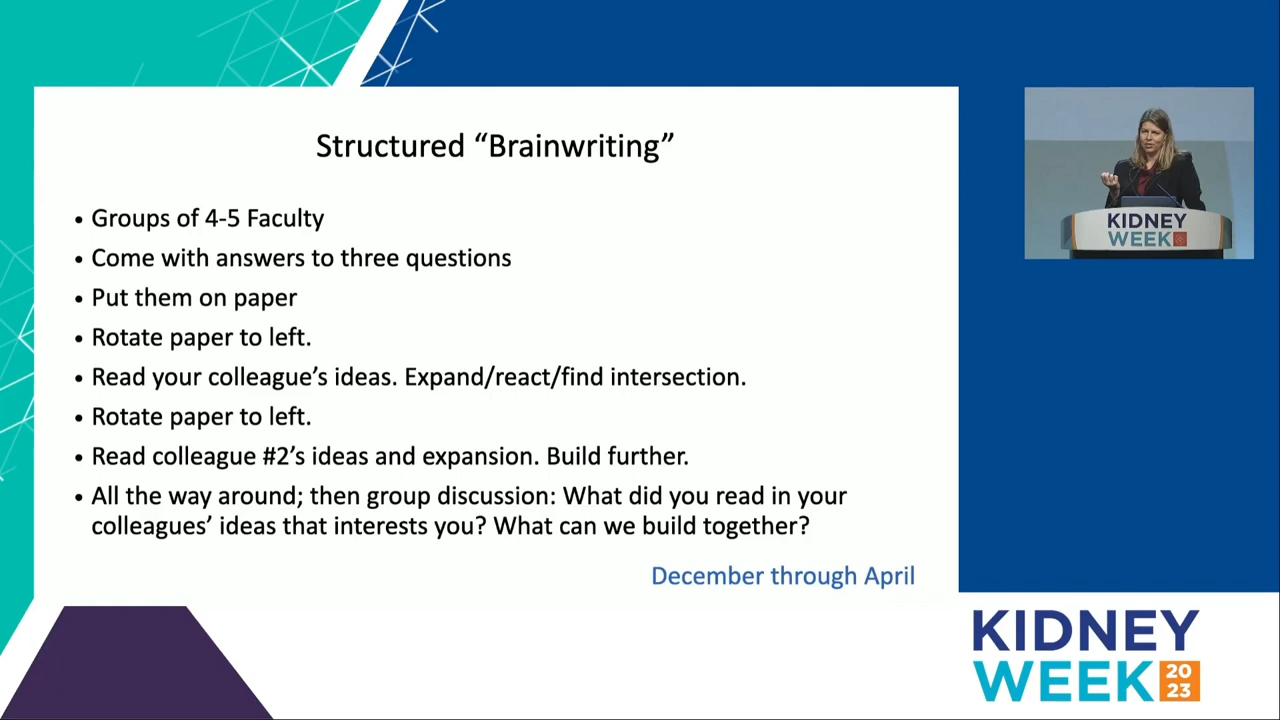 Structured “Brainwriting”
• Groups of 4-5 Faculty
• Come with answers to three questions
• Put them on paper
• Rotate paper to left.
• Read your colleague’s ideas. Expand/react/find intersection.
• Rotate paper to left.
• Read colleague #2’s ideas and expansion. Build further.
• All the way around; then group discussion: What did you read in your
colleagues’ ideas that interests you? What can we build together?
December through April
KIDNEY
WEEK
KIDNEY
WEEK 20
23